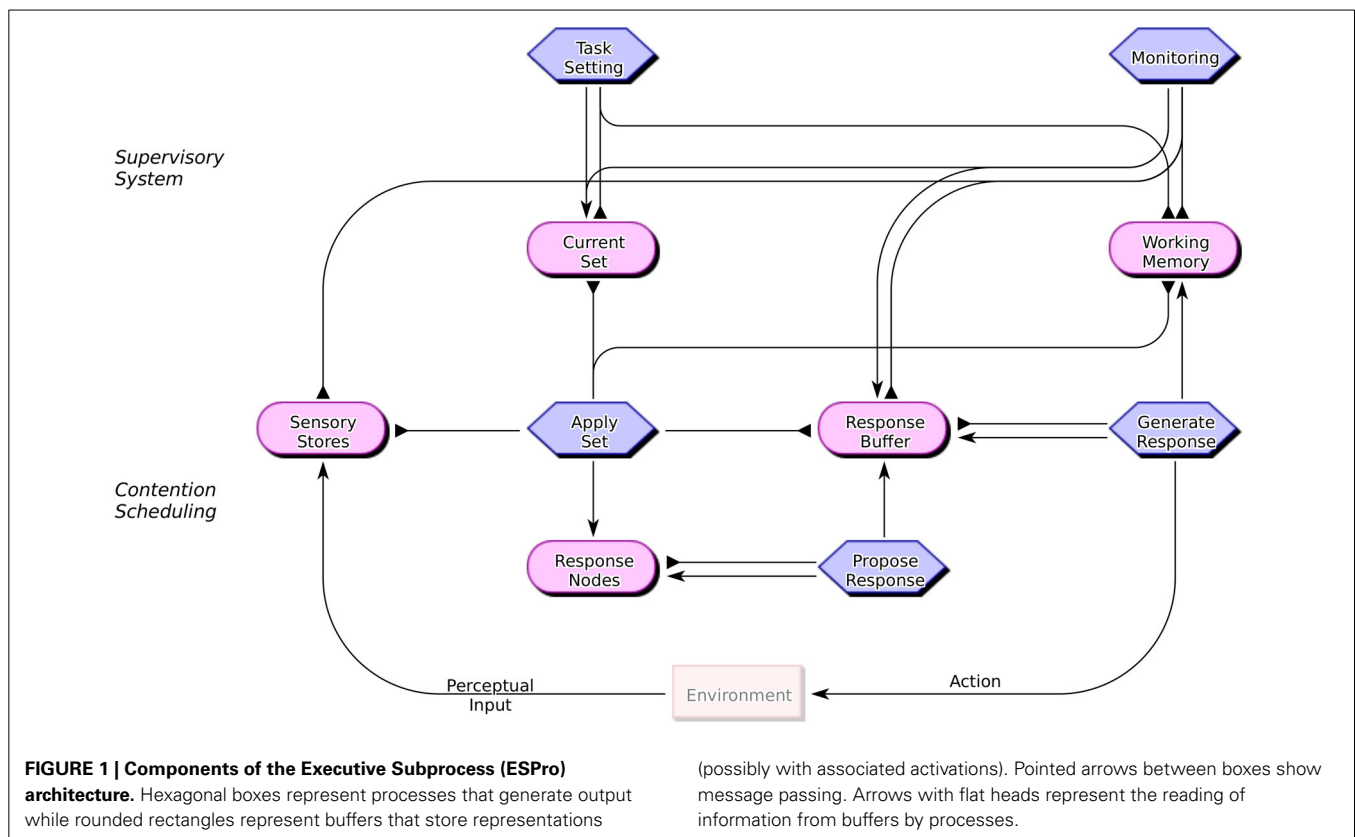 Task
Setting
Monitoring
Supervisory
System
Current
Set
Working
Memory
Sensory
Stores
Apply
Set
Response
Buffer
Generate
Response
Contention
Scheduling
Response
Nodes
Propose
Response
Perceptual
Input
Environment
Action
FIGURE 1 | Components of the Executive Subprocess (ESPro)
architecture. Hexagonal boxes represent processes that generate output
while rounded rectangles represent buffers that store representations
(possibly with associated activations). Pointed arrows between boxes show
message passing. Arrows with flat heads represent the reading of
information from buffers by processes.